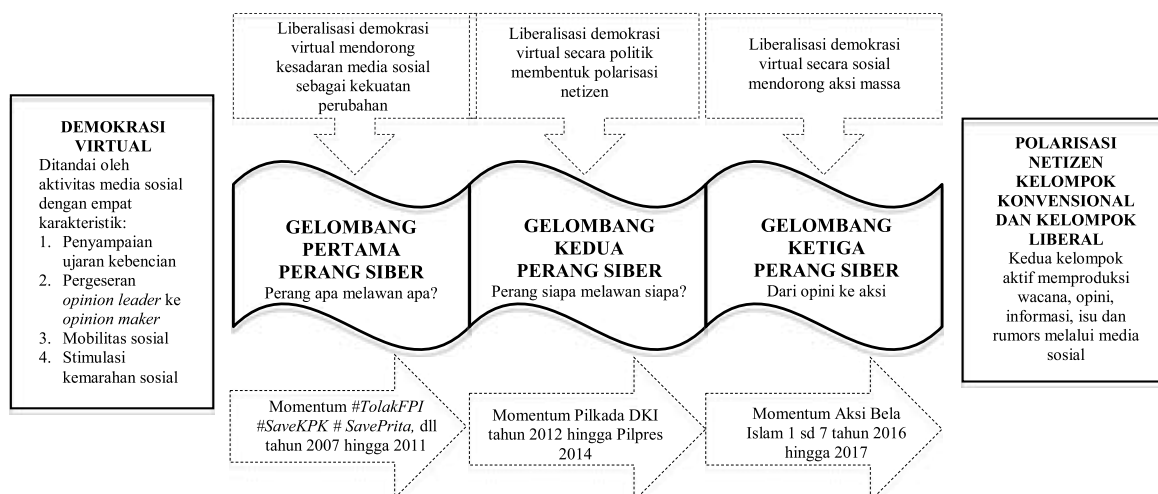 Liberalisasi demokrasi
virtual mendorong
kesadaran media sosial
sebagai kekuatan
perubahan
Liberalisasi demokrasi
virtual secara politik
membentuk polarisasi
netizen
Liberalisasi demokrasi
virtual secara sosial
mendorong aksi massa
DEMOKRASI
VIRTUAL
Ditandai oleh
aktivitas media sosial
dengan empat
karakteristik:
1. Penyampaian
ujaran kebencian
2. Pergeseran
opinion leader ke
opinion maker
3. Mobilitas sosial
4. Stimulasi
kemarahan sosial
GELOMBANG
PERTAMA
PERANG SIBER
Perang apa melawan apa?
GELOMBANG
KEDUA
PERANG SIBER
Perang siapa melawan siapa?
GELOMBANG
KETIGA
PERANG SIBER
Dari opini ke aksi
POLARISASI
NETIZEN
KELOMPOK
KONVENSIONAL
DAN KELOMPOK
LIBERAL
Kedua kelompok
aktif memproduksi
wacana, opini,
informasi, isu dan
rumors melalui media
sosial
Momentum #TolakFPI
#SaveKPK # SavePrita, dll
tahun 2007 hingga 2011
Momentum Pilkada DKI
tahun 2012 hingga Pilpres
2014
Momentum Aksi Bela
Islam 1 sd 7 tahun 2016
hingga 2017